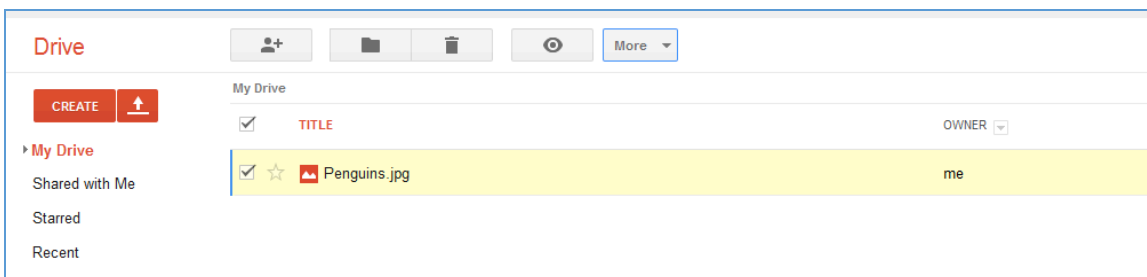 Drive
More
CREATE
My Drive
TITLE
OWNER
My Drive
Penguins.jpg
me
Shared with Me
Starred
Recent